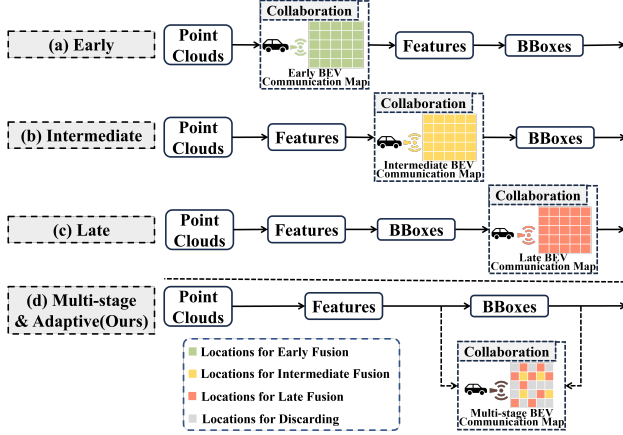 (a) Early
Point
Clouds
Collaboration
Early BEV
Communication Map
Features
BBoxes
(b) Intermediate
Point
Clouds
Features
Collaboration
Intermediate BEV
Communication Map
BBoxes
(c) Late
Point
Clouds
Features
BBoxes
Collaboration
Late BEV
Communication Map
(d) Multi-stage
& Adaptive(Ours)
Point
Clouds
Features
BBoxes
Locations for Early Fusion
Locations for Intermediate Fusion
Locations for Late Fusion
Locations for Discarding
Collaboration
Multi-stage BEV
Communication Map